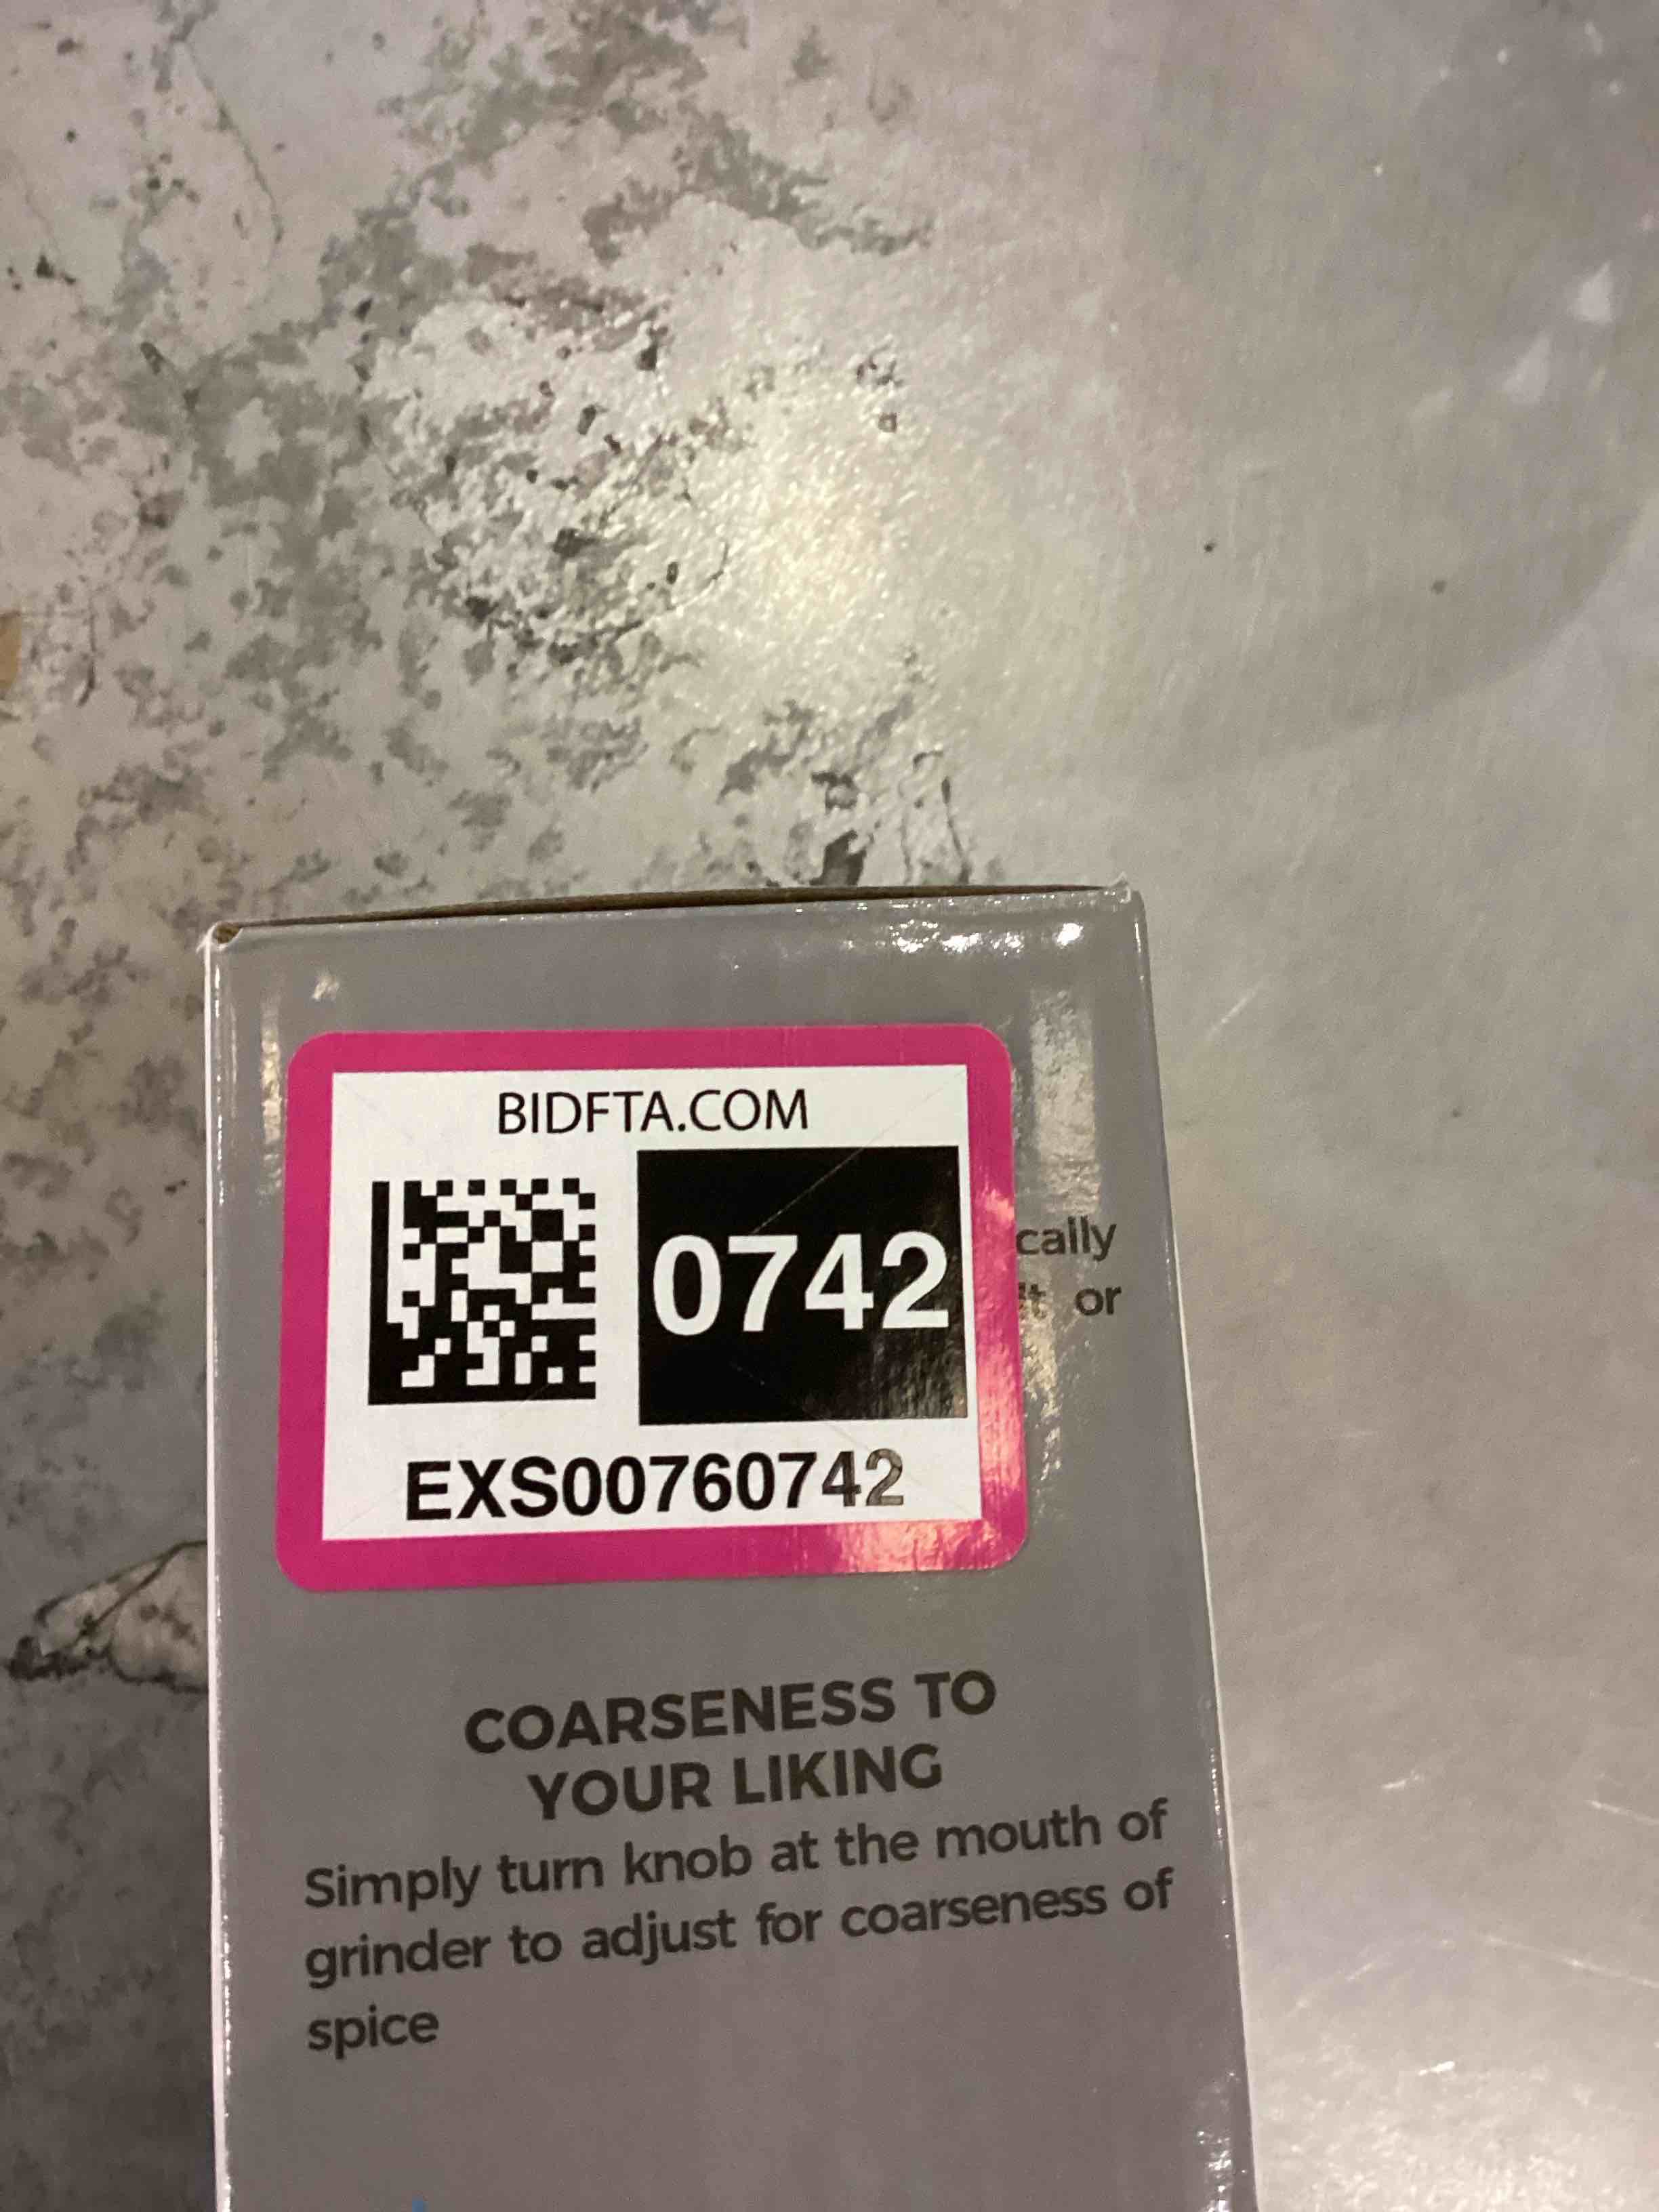 BIDFTA.COM
0742
EXS00760742
cally
or
COARSENESS TO
YOUR LIKING
Simply turn knob at the mouth of
grinder to adjust for coarseness of
spice